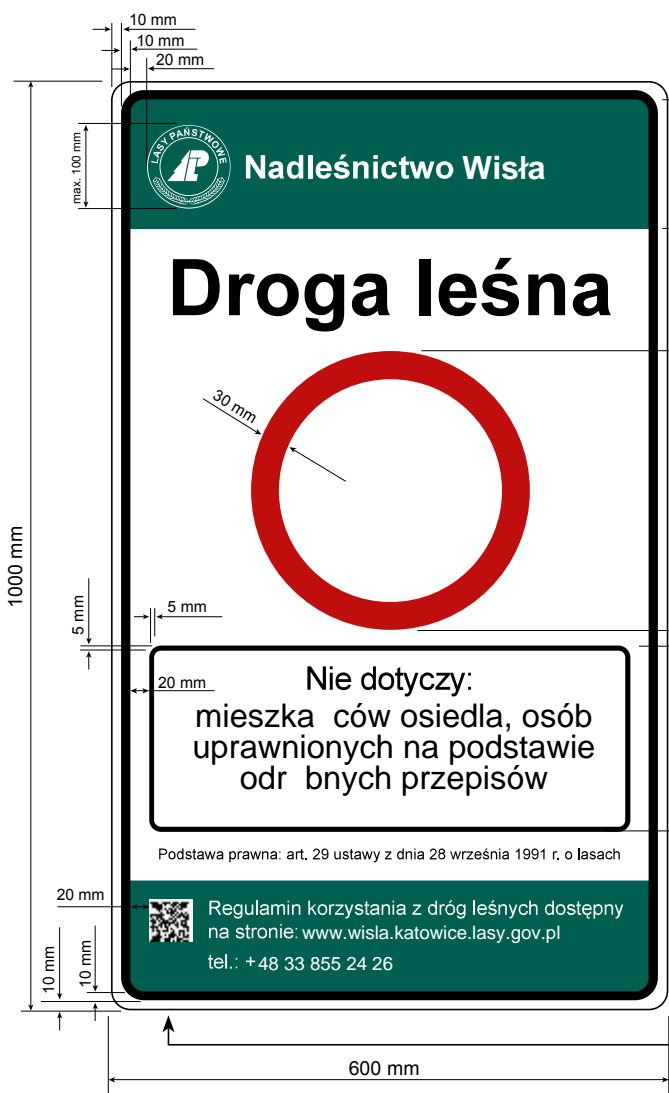 10 mm
10 mm
20 mm
max. 100 mm
LASY PAŃSTWOWE
Nadleśnictwo Wisła
Droga leśna
30 mm
1000 mm
5 mm
5 mm
20 mm
Nie dotyczy:
mieszka ców osiedla, osób
uprawnionych na podstawie
odr bnych przepisów
Podstawa prawna: art. 29 ustawy z dnia 28 września 1991 r. o lasach
20 mm
Regulamin korzystania z dróg leśnych dostępny
na stronie: www.wisla.katowice.lasy.gov.pl
tel.: +48 33 855 24 26
10 mm
10 mm
600 mm